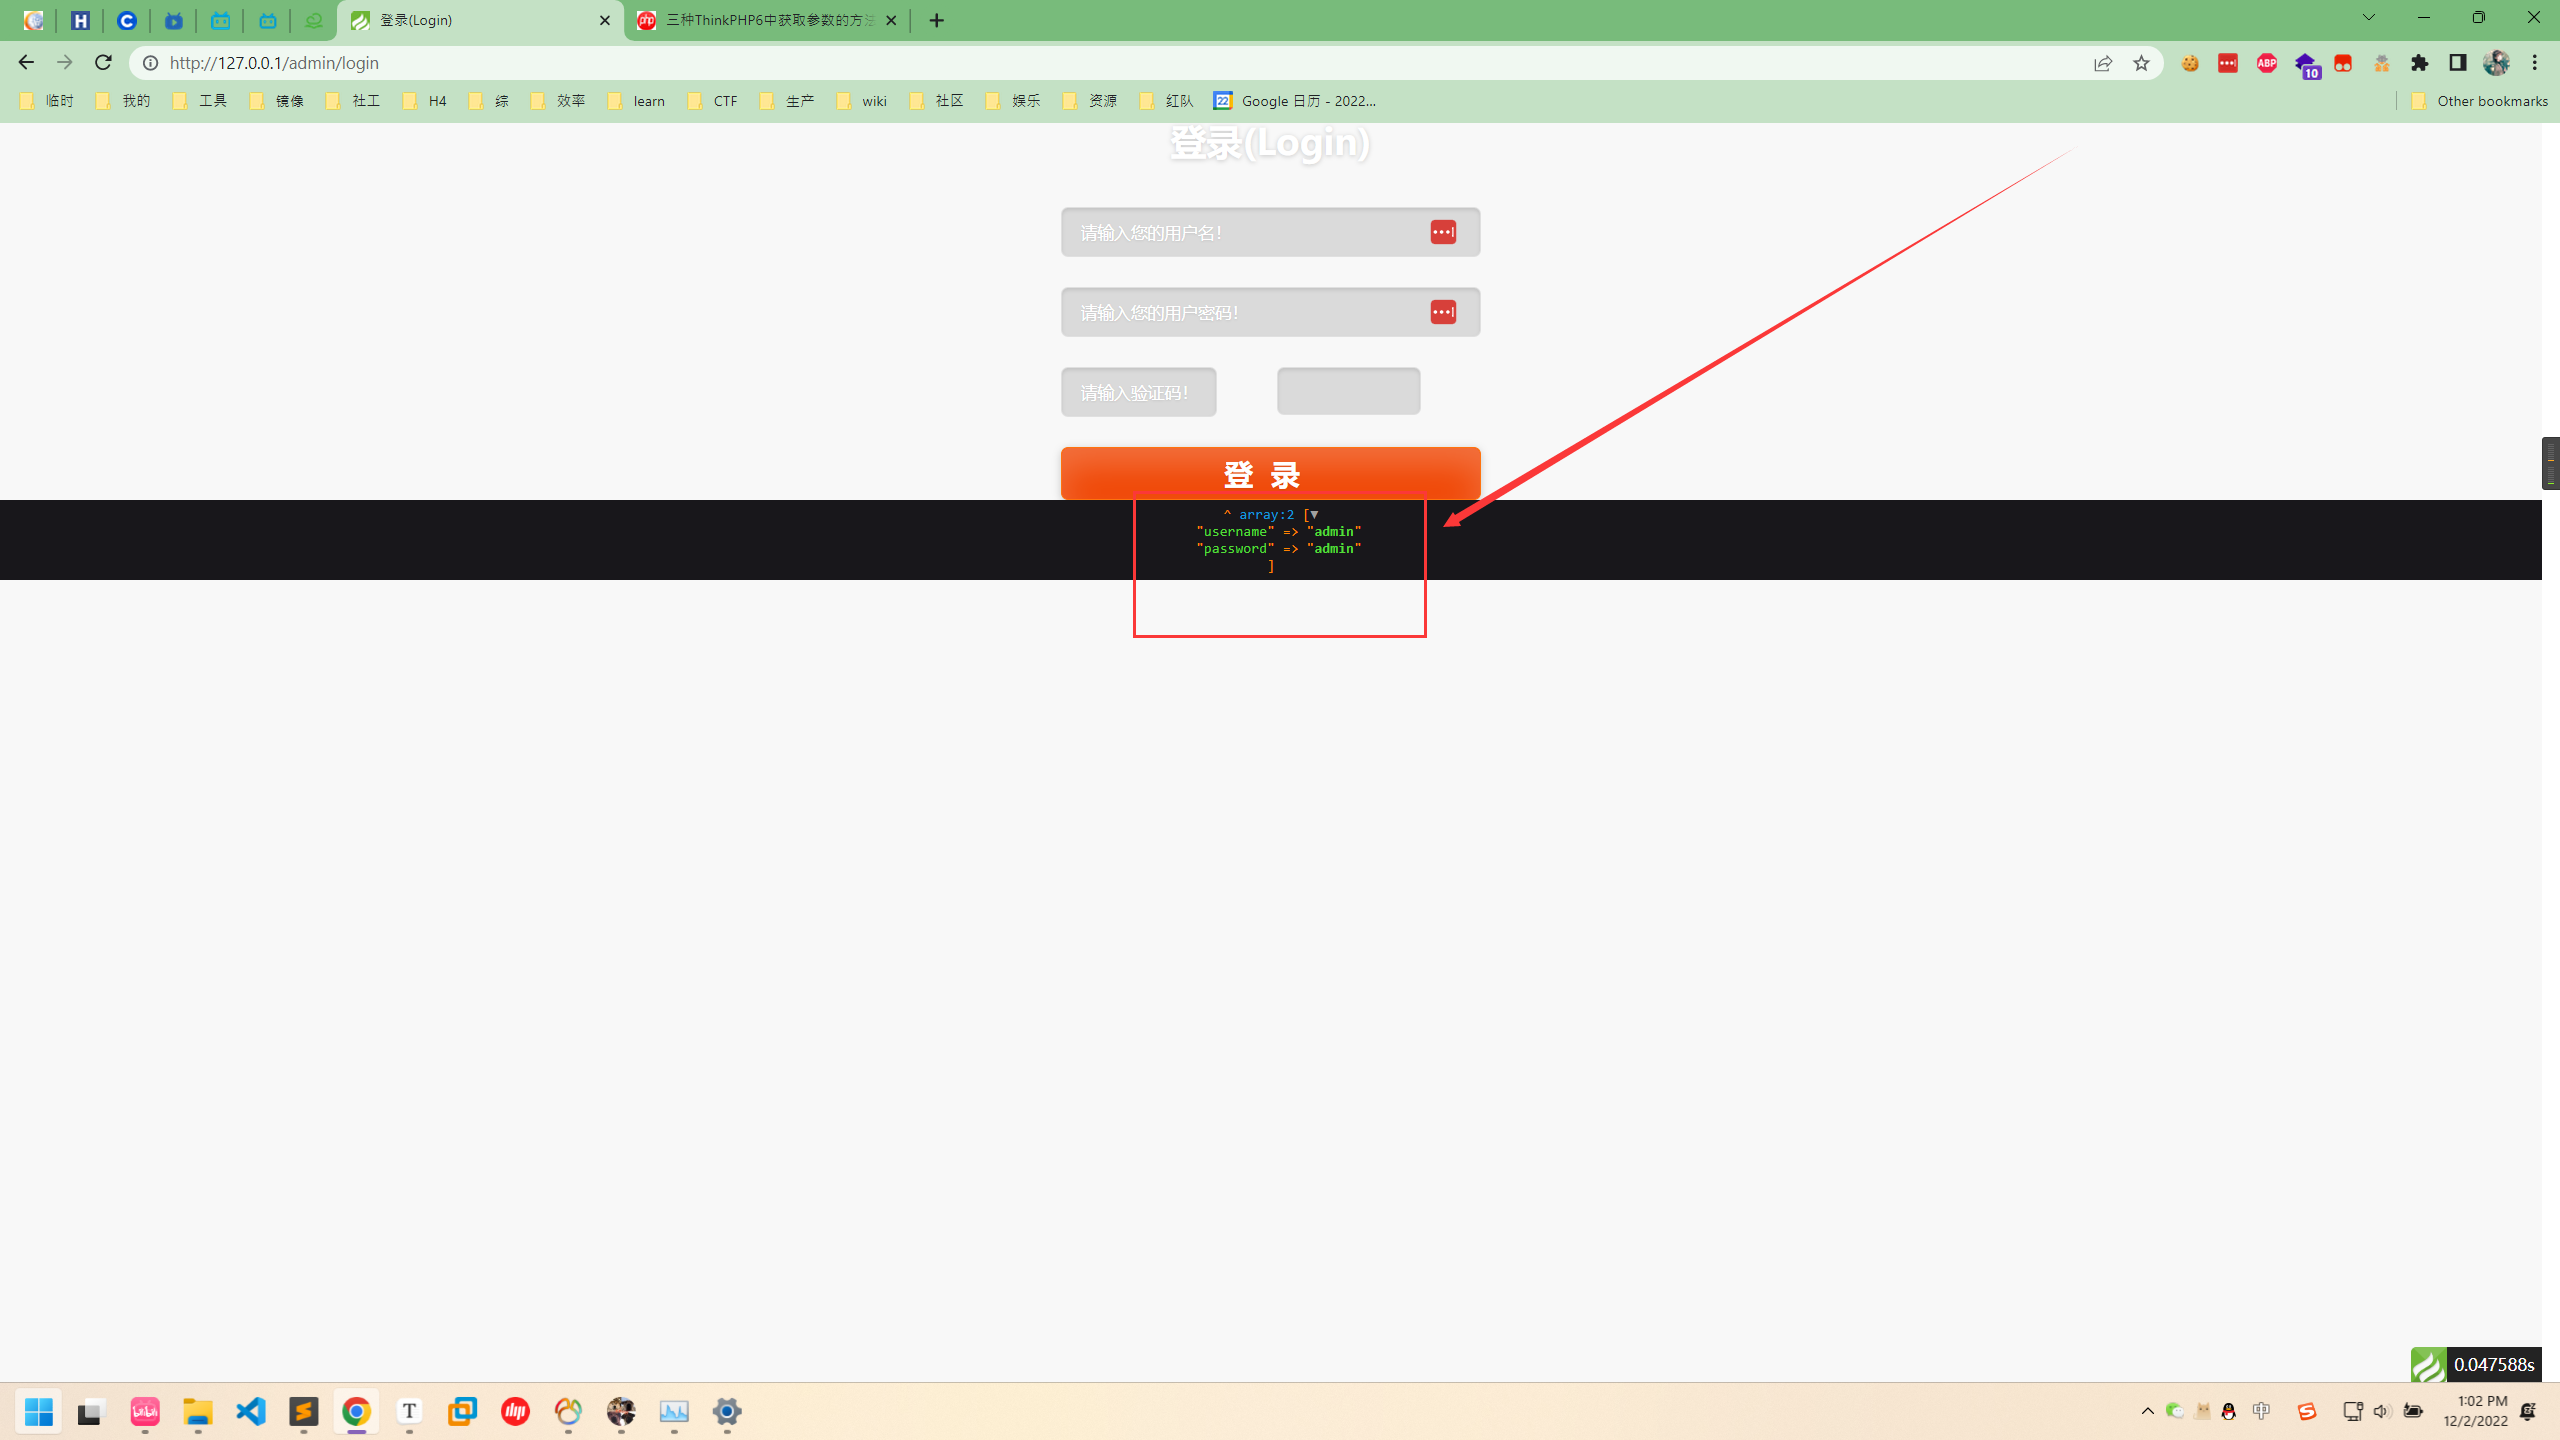 登录(Login)
三种ThinkPHP6中获取参数的方法
http://127.0.0.1/admin/login
ABP
10
临时
我的
工具
镜像
社工
H4
综
效率
learn
CTF
生产
wiki
社区
娱乐
资源
红队
22
Google 日历 - 2022...
Other bookmarks
登录(Login)
请输入您的用户名!
请输入您的用户密码!
请输入验证码!
登 录
^ array:2 [▼
"username" => "admin"
"password" => "admin"
]
0.047588s
中
1:02 PM
12/2/2022